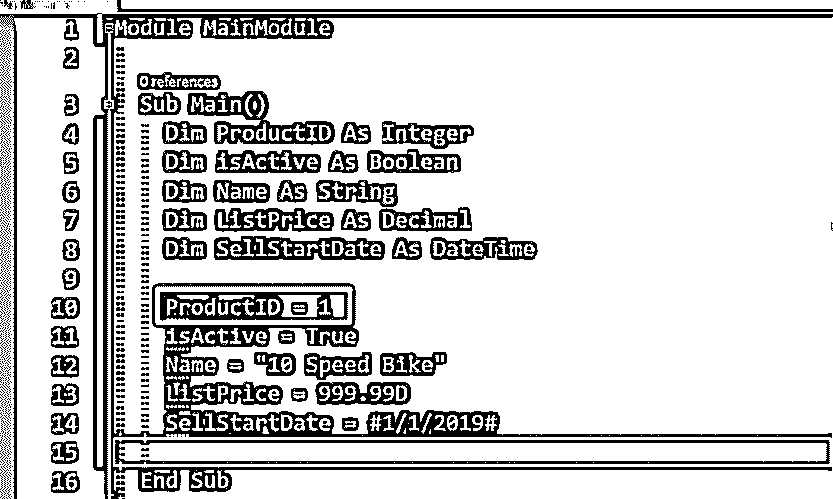 1 Module MainModule
2
0 references
3 Sub Main()
4 Dim ProductID As Integer
5 Dim isActive As Boolean
6 Dim Name As String
7 Dim ListPrice As Decimal
8 Dim SellStartDate As DateTime
9
10 ProductID = 1
11 isActive = True
12 Name = "10 Speed Bike"
13 ListPrice = 999.99D
14 SellStartDate = #1/1/2019#
15
16 End Sub